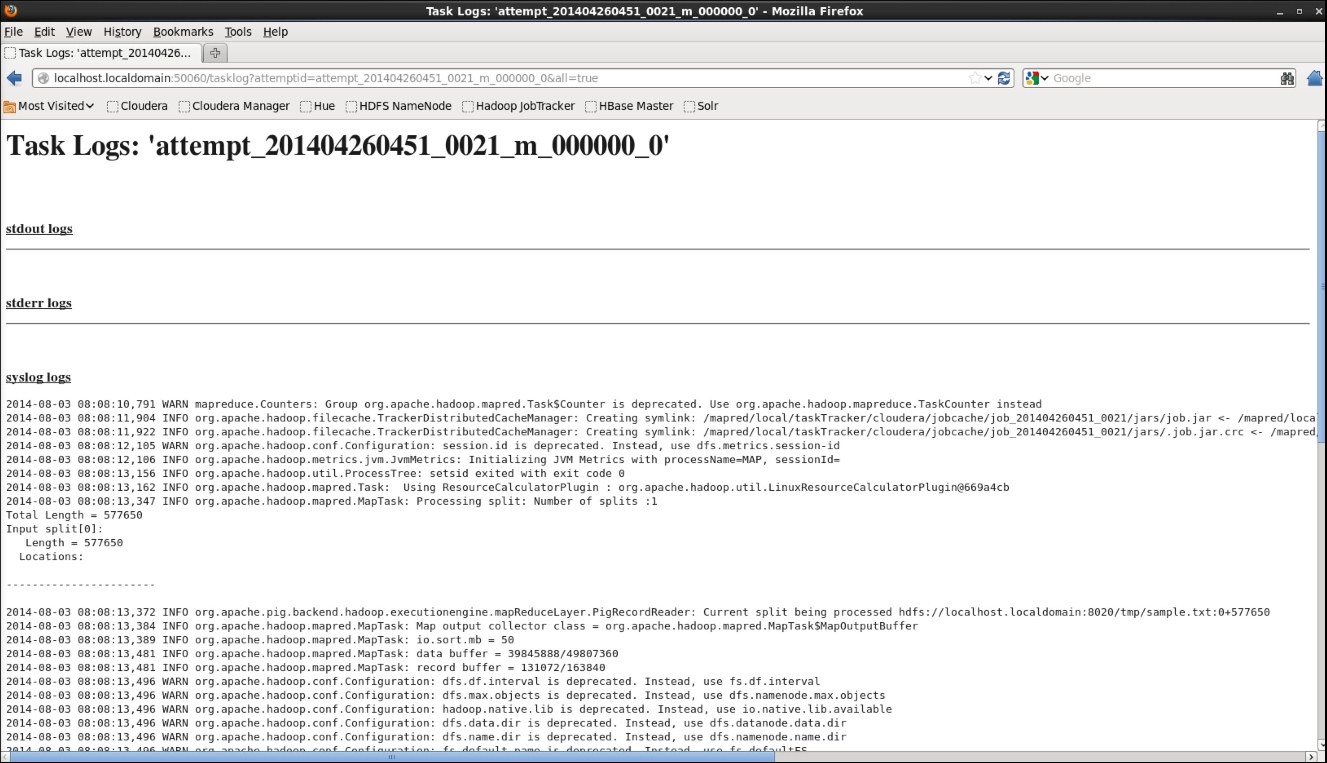 Task Logs: 'attempt_201404260451_0021_m_000000_0' - Mozilla Firefox
File Edit View History Bookmarks Tools Help
Task Logs: 'attempt_20140426...
localhost.localdomain:50060/tasklog?attemptid=attempt_201404260451_0021_m_000000_0&all=true Google
Most Visited Cloudera Cloudera Manager Hue HDFS NameNode Hadoop JobTracker HBase Master Solr
Task Logs: 'attempt_201404260451_0021_m_000000_0'
stdout logs
stderr logs
syslog logs
2014-08-03 08:08:10,791 WARN mapreduce.Counters: Group org.apache.hadoop.mapred.Task$Counter is deprecated. Use org.apache.hadoop.mapreduce.TaskCounter instead
2014-08-03 08:08:11,904 INFO org.apache.hadoop.filecache.TrackerDistributedCacheManager: Creating symlink: /mapred/local/taskTracker/cloudera/jobcache/job_201404260451_0021/jars/job.jar <- /mapred/loca
2014-08-03 08:08:11,922 INFO org.apache.hadoop.filecache.TrackerDistributedCacheManager: Creating symlink: /mapred/local/taskTracker/cloudera/jobcache/job_201404260451_0021/jars/.job.jar.crc <- /mapred,
2014-08-03 08:08:12,105 WARN org.apache.hadoop.conf.Configuration: session.id is deprecated. Instead, use dfs.metrics.session-id
2014-08-03 08:08:12,106 INFO org.apache.hadoop.metrics.jvm.JvmMetrics: Initializing JVM Metrics with processName=MAP, sessionId=
2014-08-03 08:08:13,156 INFO org.apache.hadoop.util.ProcessTree: setsid exited with exit code 0
2014-08-03 08:08:13,162 INFO org.apache.hadoop.mapred.Task:  Using ResourceCalculatorPlugin : org.apache.hadoop.util.LinuxResourceCalculatorPlugin@669a4cb
2014-08-03 08:08:13,347 INFO org.apache.hadoop.mapred.MapTask: Processing split: Number of splits :1
Total Length = 577650
Input split[0]:
   Length = 577650
  Locations:
-----------------------
2014-08-03 08:08:13,372 INFO org.apache.pig.backend.hadoop.executionengine.mapReduceLayer.PigRecordReader: Current split being processed hdfs://localhost.localdomain:8020/tmp/sample.txt:0+577650
2014-08-03 08:08:13,384 INFO org.apache.hadoop.mapred.MapTask: Map output collector class = org.apache.hadoop.mapred.MapTask$MapOutputBuffer
2014-08-03 08:08:13,389 INFO org.apache.hadoop.mapred.MapTask: io.sort.mb = 50
2014-08-03 08:08:13,481 INFO org.apache.hadoop.mapred.MapTask: data buffer = 39845888/49807360
2014-08-03 08:08:13,481 INFO org.apache.hadoop.mapred.MapTask: record buffer = 131072/163840
2014-08-03 08:08:13,496 WARN org.apache.hadoop.conf.Configuration: dfs.df.interval is deprecated. Instead, use fs.df.interval
2014-08-03 08:08:13,496 WARN org.apache.hadoop.conf.Configuration: dfs.max.objects is deprecated. Instead, use dfs.namenode.max.objects
2014-08-03 08:08:13,496 WARN org.apache.hadoop.conf.Configuration: hadoop.native.lib is deprecated. Instead, use io.native.lib.available
2014-08-03 08:08:13,496 WARN org.apache.hadoop.conf.Configuration: dfs.data.dir is deprecated. Instead, use dfs.datanode.data.dir
2014-08-03 08:08:13,496 WARN org.apache.hadoop.conf.Configuration: dfs.name.dir is deprecated. Instead, use dfs.namenode.name.dir
2014-08-03 08:08:13,496 WARN org.apache.hadoop.conf.Configuration: fs.default.name is deprecated. Instead, use fs.defaultFS